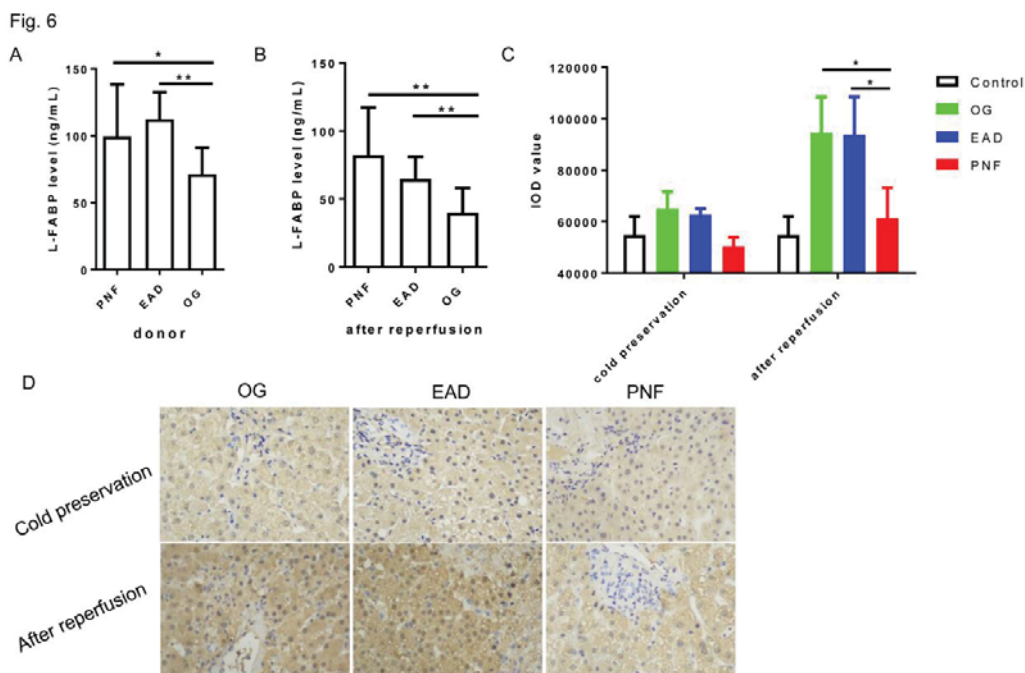 Fig. 6
A
*
**
150
100
50
0
L-FABP level (ng/mL)
PNF
EAD
OG
donor
B
**
**
150
100
50
0
L-FABP level (ng/mL)
PNF
EAD
OG
after reperfusion
C
*
*
120000
100000
80000
60000
40000
IOD value
cold preservation
after reperfusion
Control
OG
EAD
PNF
D
OG EAD PNF
Cold preservation
After reperfusion